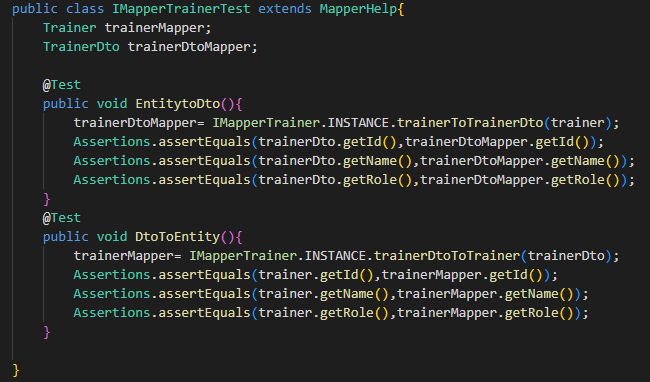 public class IMapperTrainerTest extends MapperHelp{
Trainer trainerMapper;
TrainerDto trainerDtoMapper;
@Test
public void EntitytoDto(){
trainerDtoMapper= IMapperTrainer.INSTANCE.trainerToTrainerDto(trainer);
Assertions.assertEquals(trainerDto.getId(),trainerDtoMapper.getId());
Assertions.assertEquals(trainerDto.getName(),trainerDtoMapper.getName());
Assertions.assertEquals(trainerDto.getRole(),trainerDtoMapper.getRole());
}
@Test
public void DtoToEntity(){
trainerMapper= IMapperTrainer.INSTANCE.trainerDtoToTrainer(trainerDto);
Assertions.assertEquals(trainer.getId(),trainerMapper.getId());
Assertions.assertEquals(trainer.getName(),trainerMapper.getName());
Assertions.assertEquals(trainer.getRole(),trainerMapper.getRole());
}
}